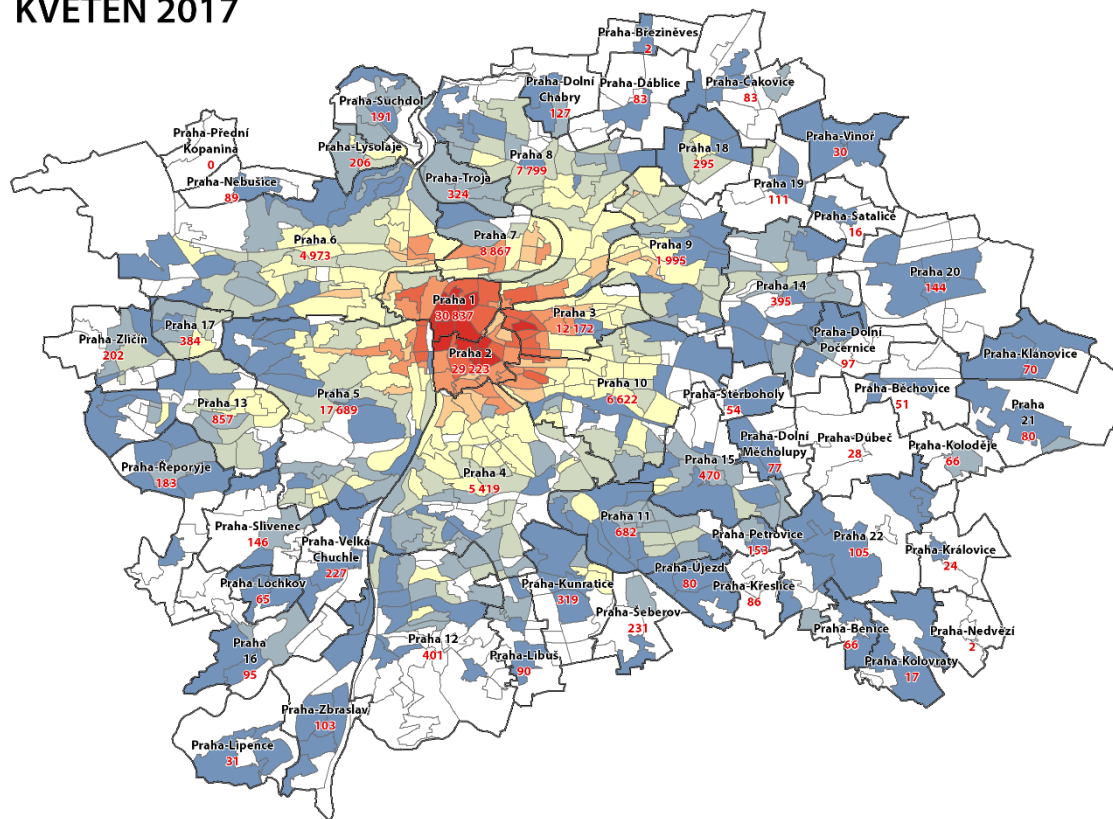 KVĚTEN 2017
Praha-Březiněves
2
Praha-Dolní
Chabry
127
Praha-Ďáblice
83
Praha-Čakovice
83
Praha-Suchdol
191
Praha-Přední
Kopanina
0
Praha-Lysolaje
206
Praha 8
7 799
Praha 18
295
Praha-Vinoř
30
Praha-Nebušice
89
Praha-Troja
324
Praha 19
111
Praha-Satalice
16
Praha 6
4 973
Praha 7
8 867
Praha 9
1 995
Praha 20
144
Praha 14
395
Praha 1
80 837
Praha 3
12 172
Praha 17
384
Praha-Zličín
202
Praha-Dolní
Počernice
97
Praha 2
29 223
Praha-Klánovice
70
Praha 5
17 689
Praha 10
6 622
Praha-Štěrboholy
54
Praha-Běchovice
51
Praha
21
80
Praha 13
857
Praha-Dolní
Měcholupy
77
Praha-Dubeč
28
Praha-Koloděje
66
Praha-Řeporyje
183
Praha 4
5 419
Praha 15
470
Praha-Slivenec
146
Praha-Velká
Chuchle
227
Praha 11
682
Praha-Petrovice
153
Praha 22
105
Praha-Královice
24
Praha-Lochkov
65
Praha-Kunratice
319
Praha-Újezd
80
Praha-Křeslice
86
Praha-Šeberov
231
Praha
16
95
Praha 12
401
Praha-Libuš
90
Praha-Benice
66
Praha-Nedvězí
2
Praha-Kolovraty
17
Praha-Zbraslav
103
Praha-Lipence
31